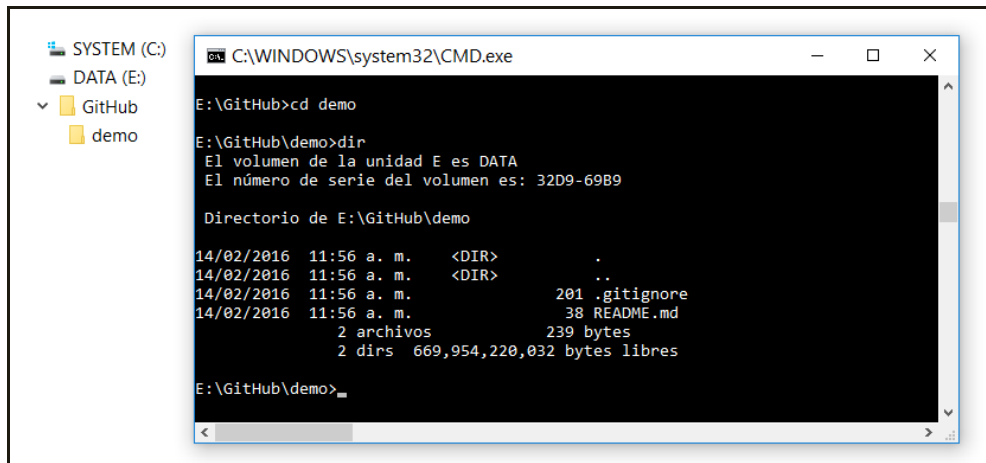 SYSTEM (C:)
DATA (E:)
GitHub
demo
C:\WINDOWS\system32\CMD.exe
E:\GitHub>cd demo
E:\GitHub\demo>dir
El volumen de la unidad E es DATA
El número de serie del volumen es: 32D9-69B9
Directorio de E:\GitHub\demo
14/02/2016 11:56 a. m. <DIR> .
14/02/2016 11:56 a. m. <DIR> ..
14/02/2016 11:56 a. m. 201 .gitignore
14/02/2016 11:56 a. m. 38 README.md
2 archivos 239 bytes
2 dirs 669,954,220,032 bytes libres
E:\GitHub\demo>_